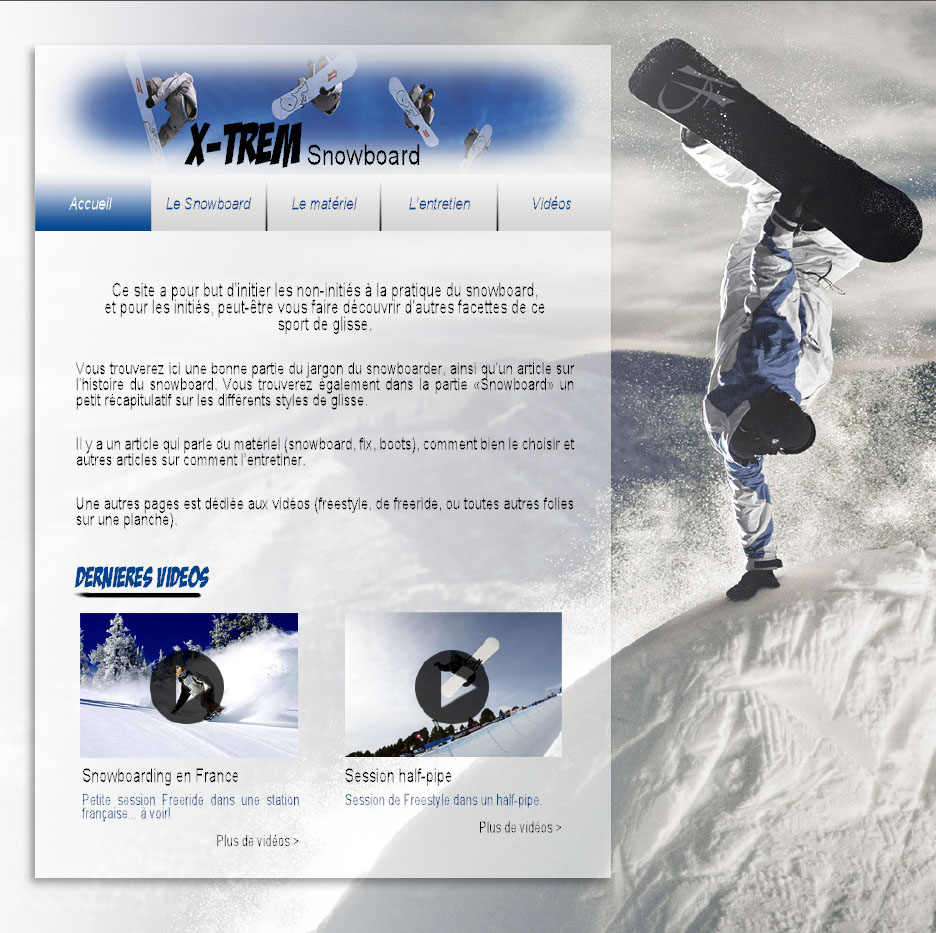 X-TREM Snowboard
Accueil Le Snowboard Le matériel L'entretien Vidéos
Ce site a pour but d'initier les non-initiés à la pratique du snowboard,
et pour les initiés, peut-être vous faire découvrir d'autres facettes de ce
sport de glisse.
Vous trouverez ici une bonne partie du jargon du snowboarder, ainsi qu'un article sur
l'histoire du snowboard. Vous trouverez également dans la partie «Snowboard» un
petit récapitulatif sur les différents styles de glisse.
Il y a un article qui parle du matériel (snowboard, fix, boots), comment bien le choisir et
autres articles sur comment l'entretiner.
Une autres pages est dédiée aux vidéos (freestyle, de freeride, ou toutes autres folies
sur une planche).
DERNIERES VIDEOS
Snowboarding en France
Petite session Freeride dans une station
française... à voir!
Plus de vidéos >
Session half-pipe
Session de Freestyle dans un half-pipe.
Plus de vidéos >